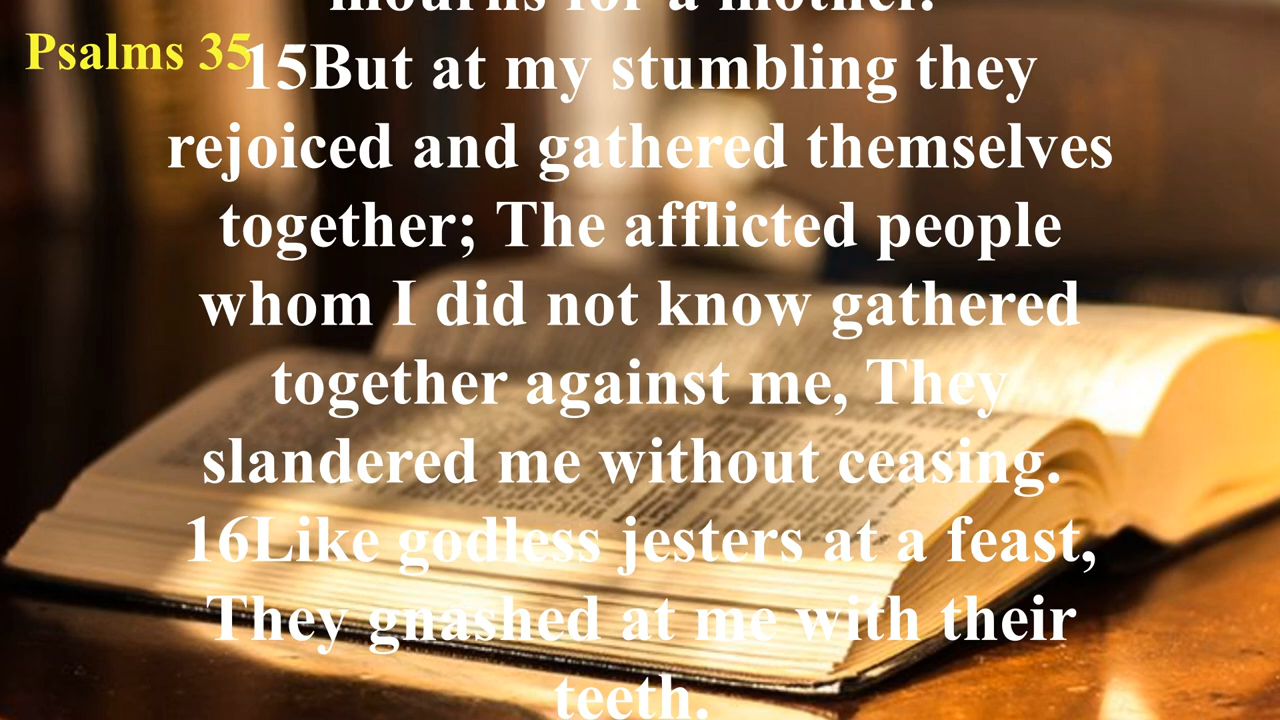 mourns for a mother.
Psalms 35
15But at my stumbling they
rejoiced and gathered themselves
together; The afflicted people
whom I did not know gathered
together against me, They
slandered me without ceasing.
16Like godless jesters at a feast,
They gnashed at me with their
teeth.